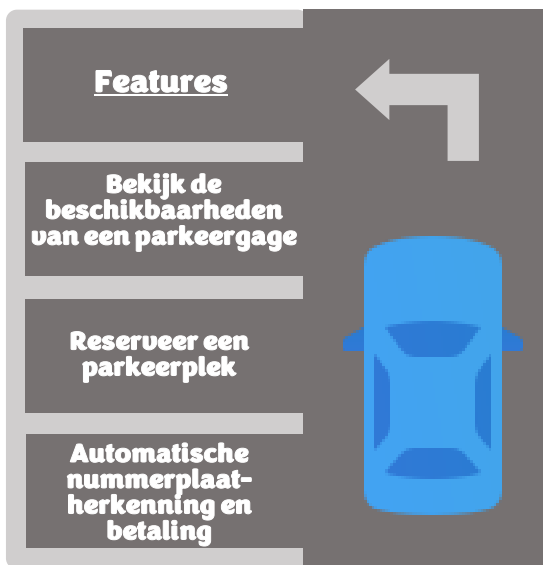 Features
Bekijk de
beschikbaarheden
van een parkeergage
Reserveer een
parkeerplek
Automatische
nummerplaat-
herkenning en
betaling